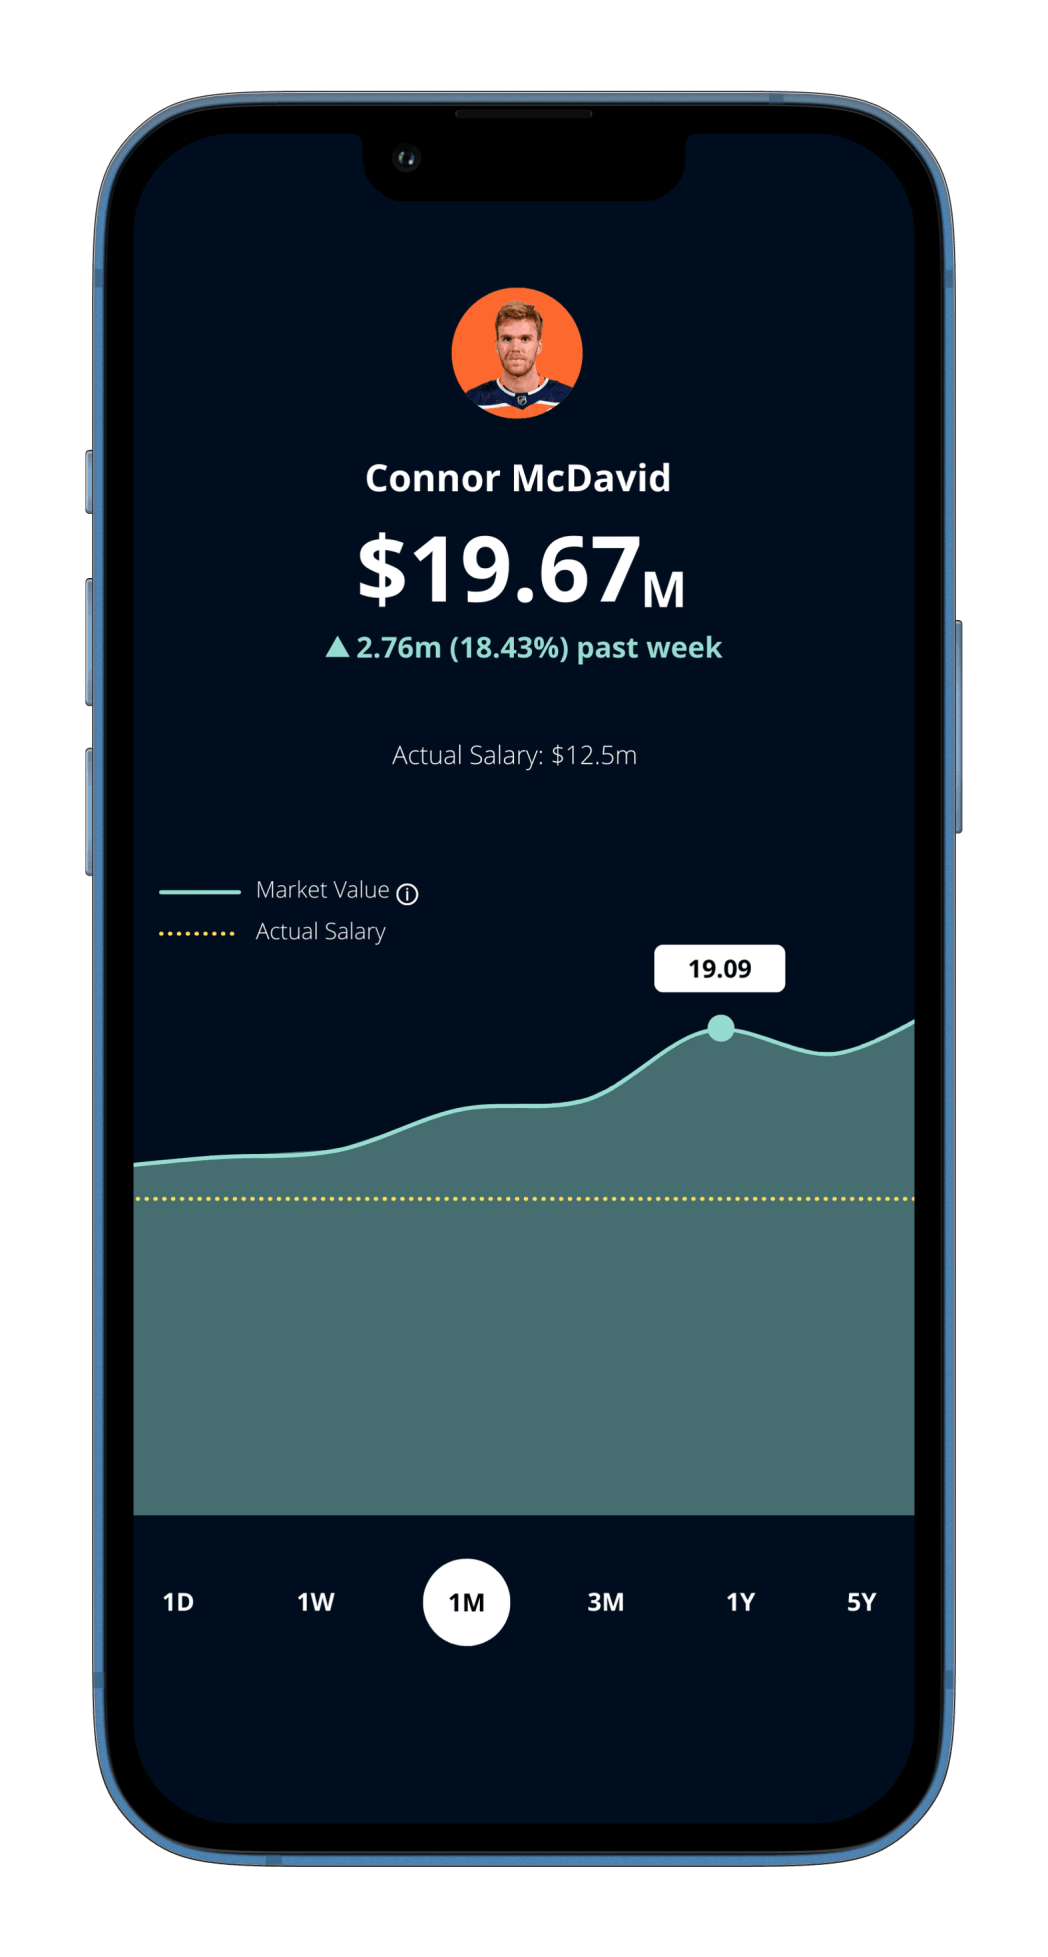 Connor McDavid
$19.67M
▲ 2.76m (18.43%) past week
Actual Salary: $12.5m
Market Value ⓘ
Actual Salary
19.09
1D 1W 1M 3M 1Y 5Y